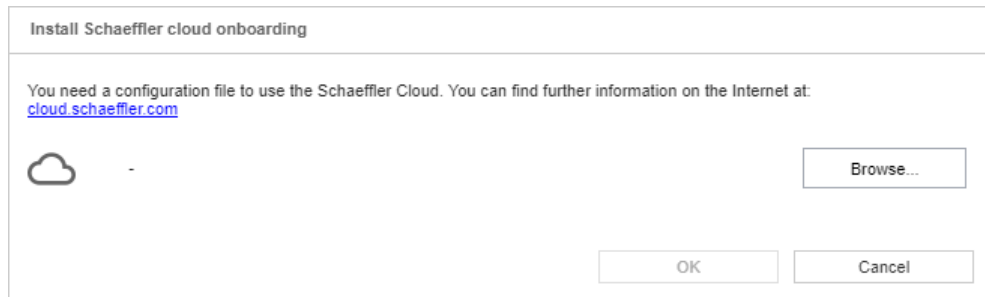 Install Schaeffler cloud onboarding
You need a configuration file to use the Schaeffler Cloud. You can find further information on the Internet at:
cloud.schaeffler.com
-
Browse...
OK
Cancel